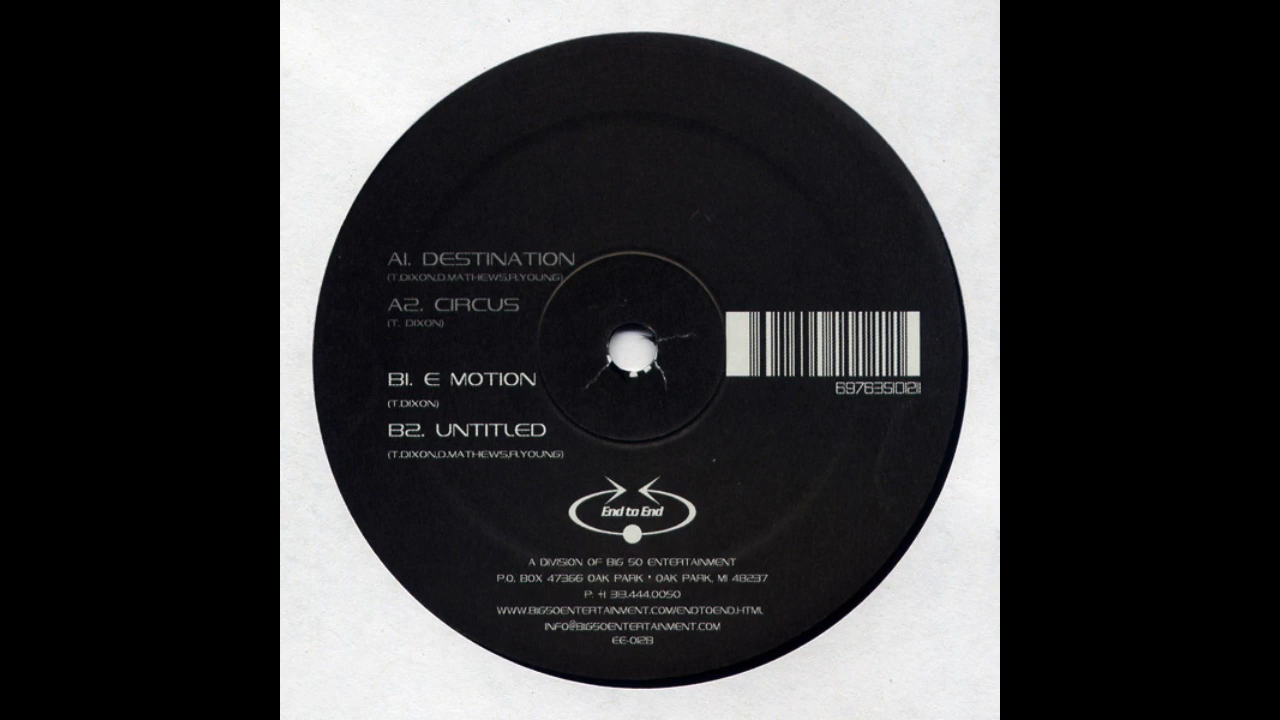 A1. DESTINATION
(T.DIXON,D.MATHEWS,R.YOUNG)
A2. CIRCUS
(T. DIXON)
B1. E MOTION
(T.DIXON)
B2. UNTITLED
(T.DIXON,D.MATHEWS,R.YOUNG)
End to End
A DIVISION OF BIG 50 ENTERTAINMENT
P.O. BOX 47366 OAK PARK • OAK PARK, MI 48237
P: +1 313.444.0050
WWW.BIG50ENTERTAINMENT.COM/ENDTOEND.HTML
INFO@BIG50ENTERTAINMENT.COM
EE-012B